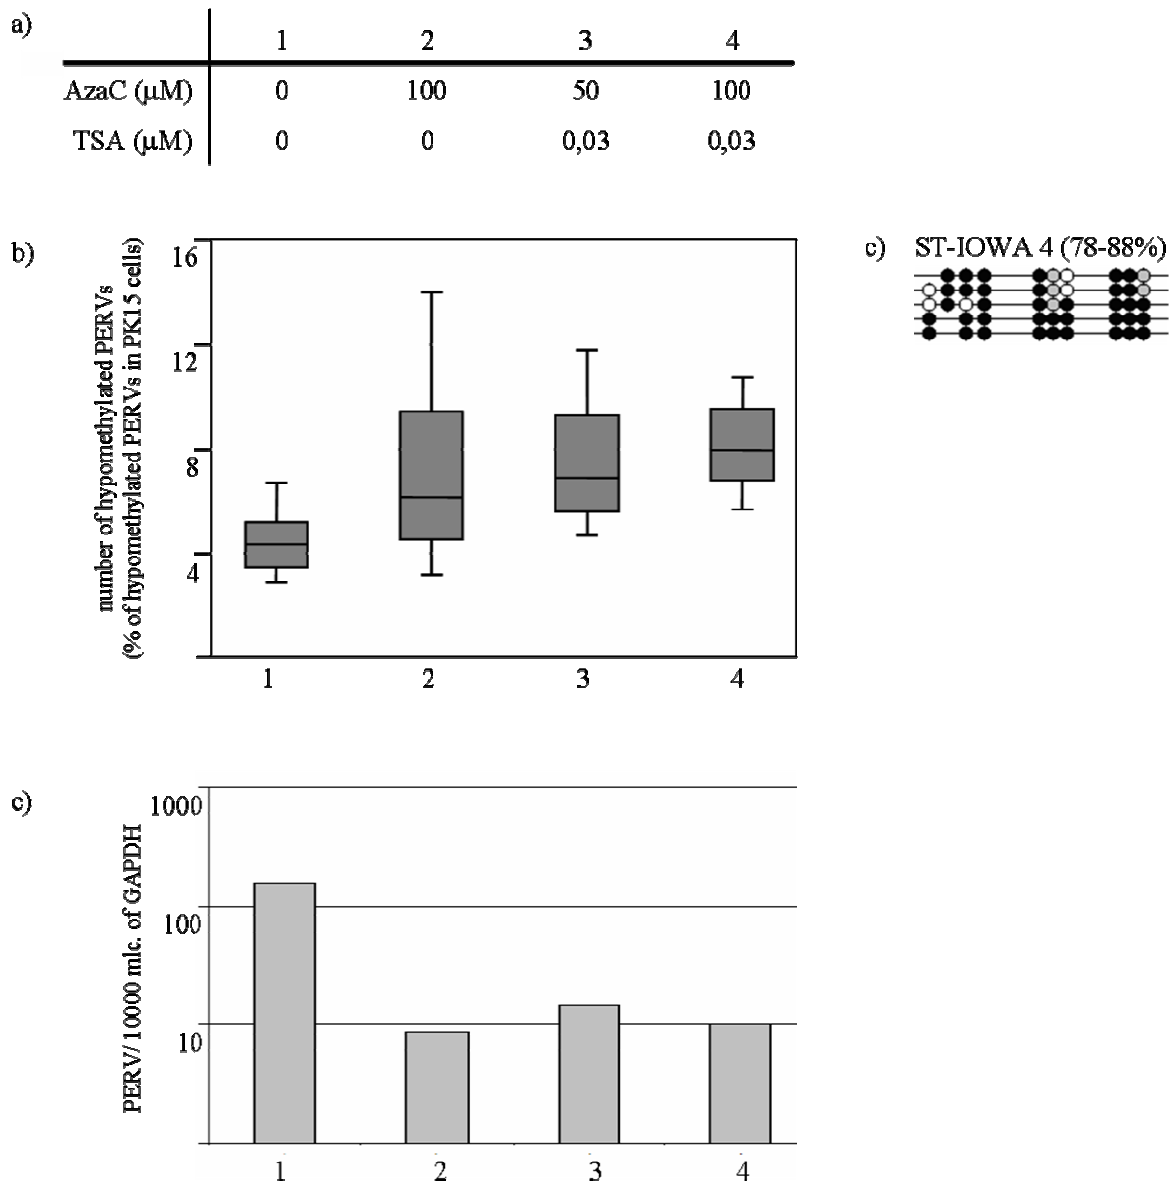 a)
1 2 3 4
AzaC (µM) 0 100 50 100
TSA (µM) 0 0 0,03 0,03
b)
number of hypomethylated PERVs
(% of hypomethylated PERVs in PK15 cells)
16
12
8
4
1 2 3 4
c) ST-IOWA 4 (78-88%)
c)
PERV/ 10000 mlc. of GAPDH
1000
100
10
1 2 3 4